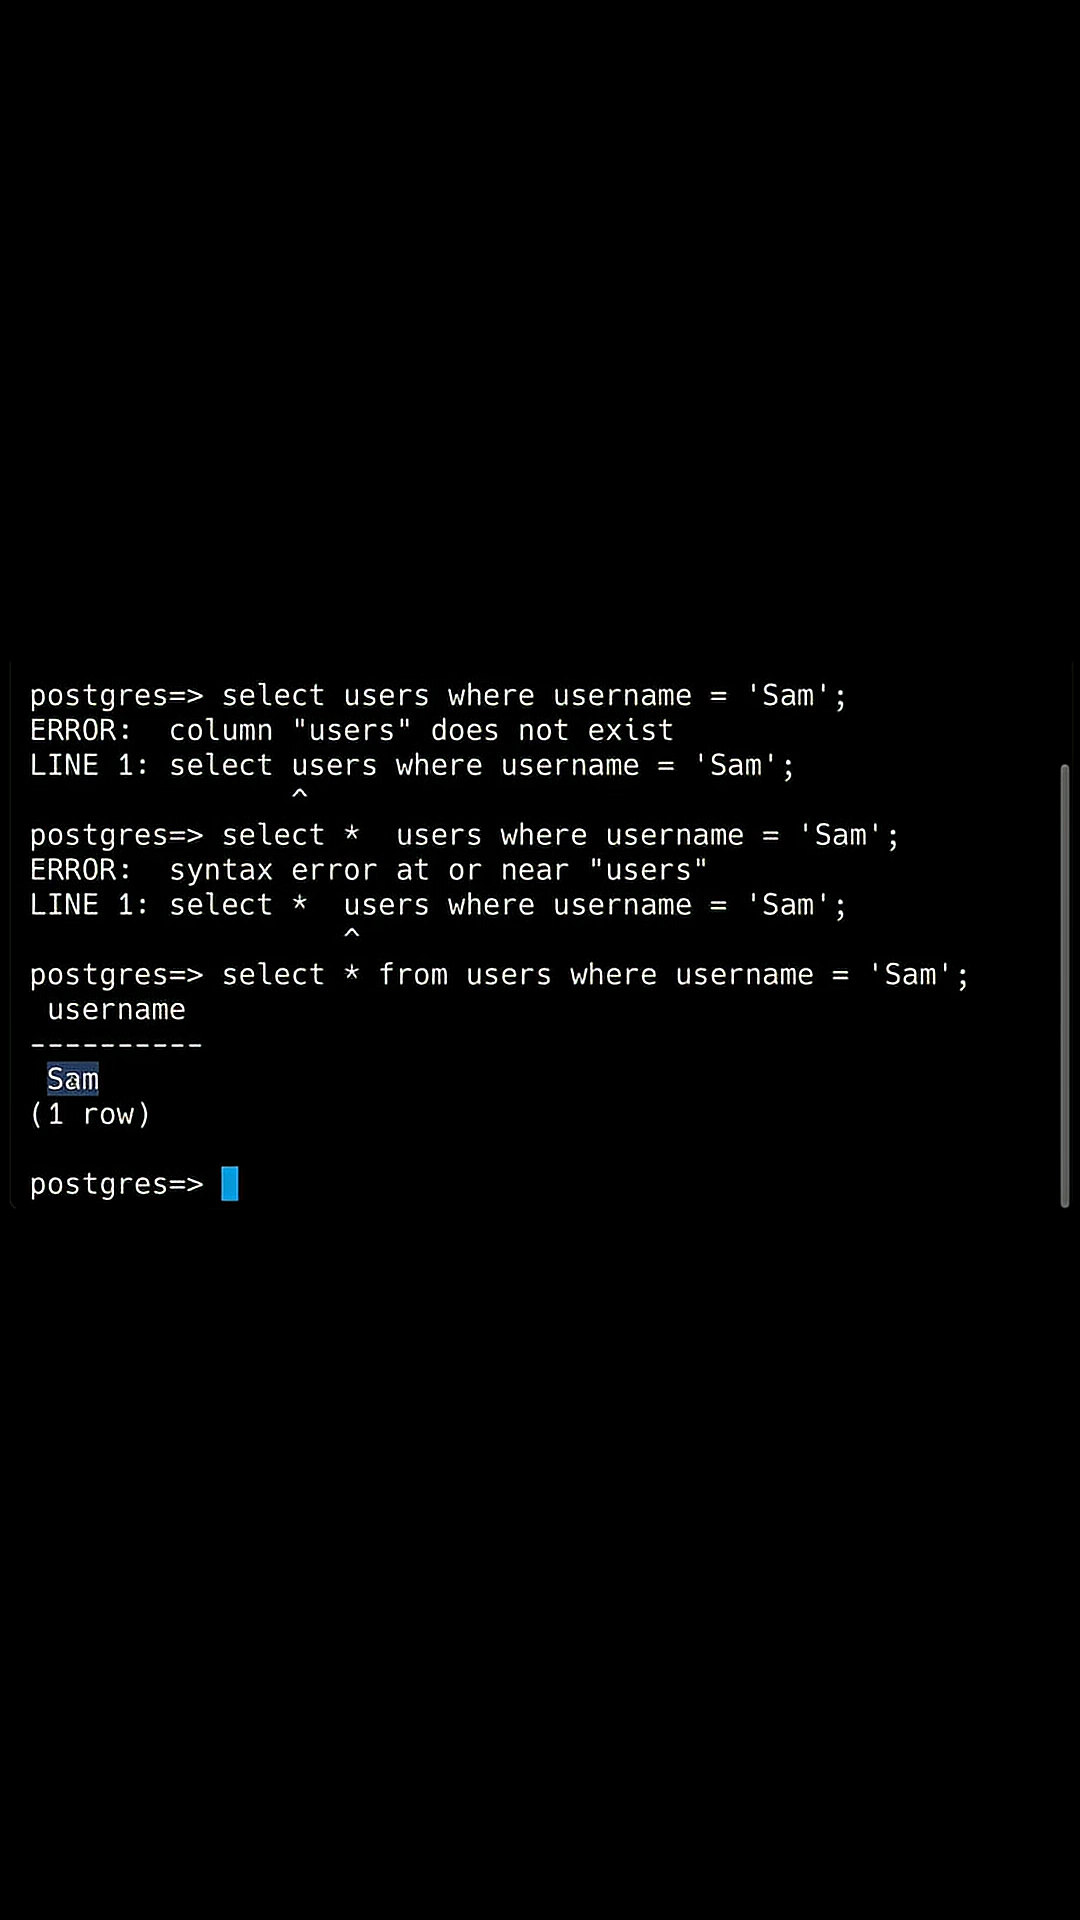 postgres=> select users where username = 'Sam';
ERROR:  column "users" does not exist
LINE 1: select users where username = 'Sam';
               ^
postgres=> select *  users where username = 'Sam';
ERROR:  syntax error at or near "users"
LINE 1: select *  users where username = 'Sam';
                  ^
postgres=> select * from users where username = 'Sam';
 username
----------
 Sam
(1 row)

postgres=>